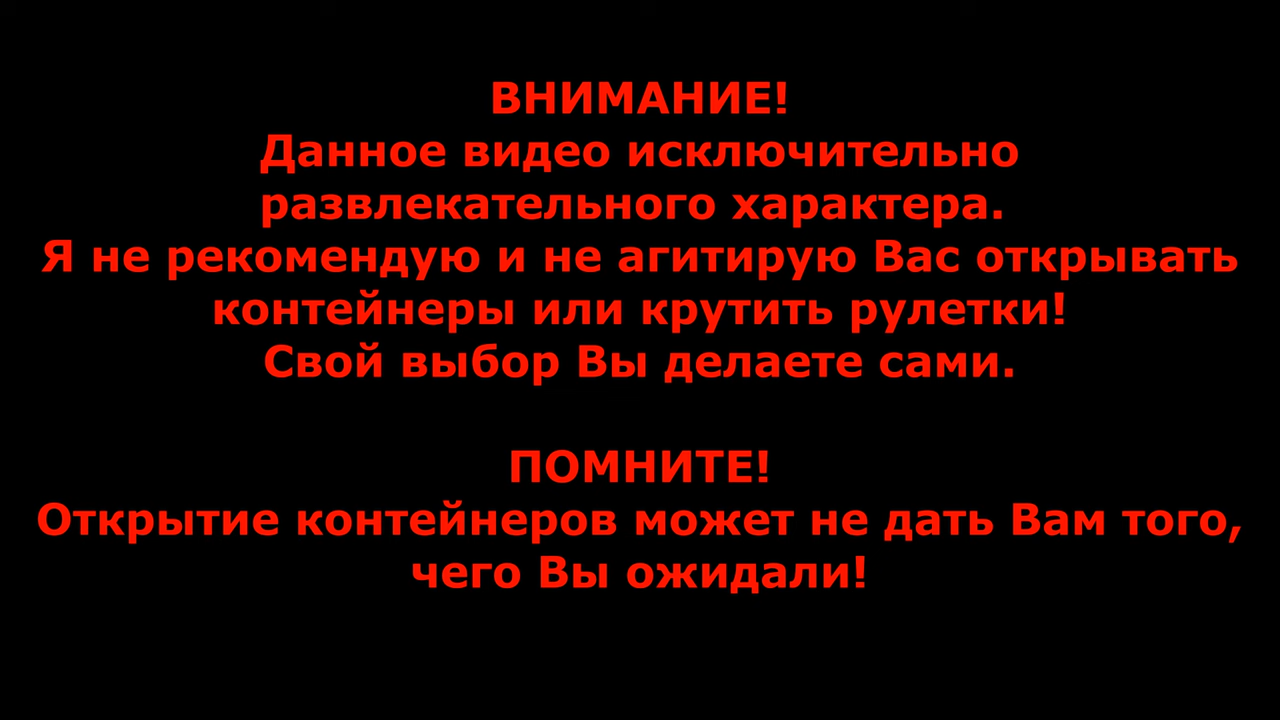 ВНИМАНИЕ!
Данное видео исключительно
развлекательного характера.
Я не рекомендую и не агитирую Вас открывать
контейнеры или крутить рулетки!
Свой выбор Вы делаете сами.
ПОМНИТЕ!
Открытие контейнеров может не дать Вам того,
чего Вы ожидали!